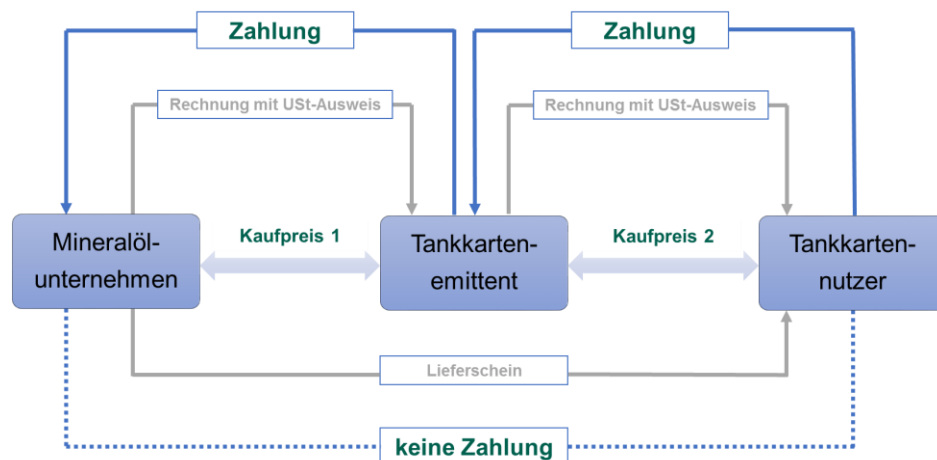 Zahlung
Zahlung
Rechnung mit USt-Ausweis
Rechnung mit USt-Ausweis
Mineralöl-
unternehmen
Kaufpreis 1
Tankkarten-
emittent
Kaufpreis 2
Tankkarten-
nutzer
Lieferschein
keine Zahlung